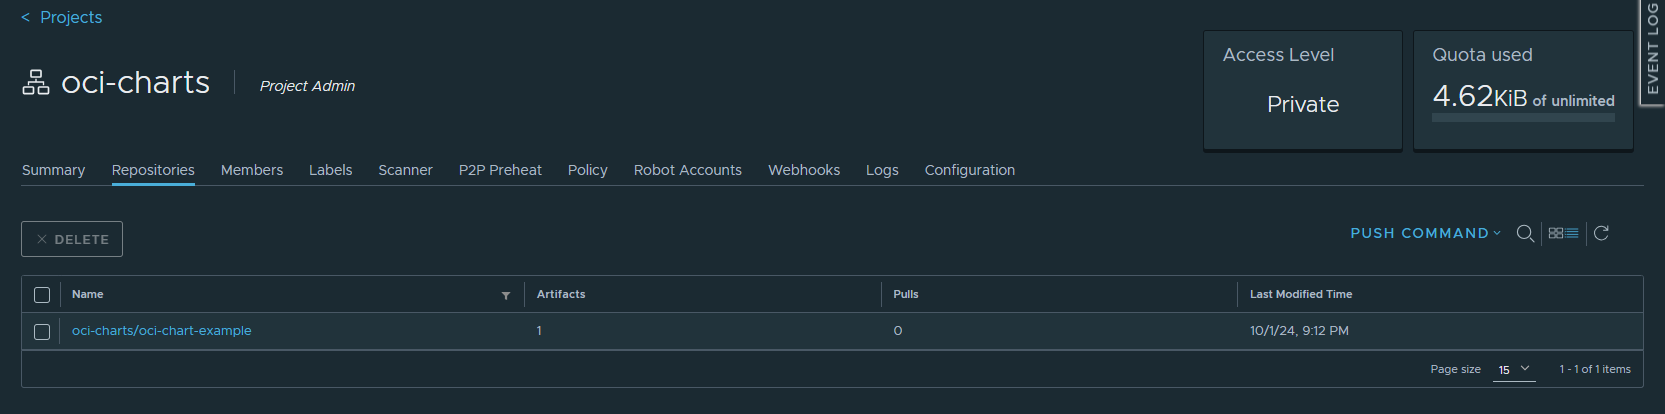 < Projects
oci-charts
Project Admin
Access Level
Private
Quota used
4.62KiB of unlimited
EVENT LOG
Summary Repositories Members Labels Scanner P2P Preheat Policy Robot Accounts Webhooks Logs Configuration
× DELETE
PUSH COMMAND
Name Artifacts Pulls Last Modified Time
oci-charts/oci-chart-example 1 0 10/1/24, 9:12 PM
Page size 15 1 - 1 of 1 items